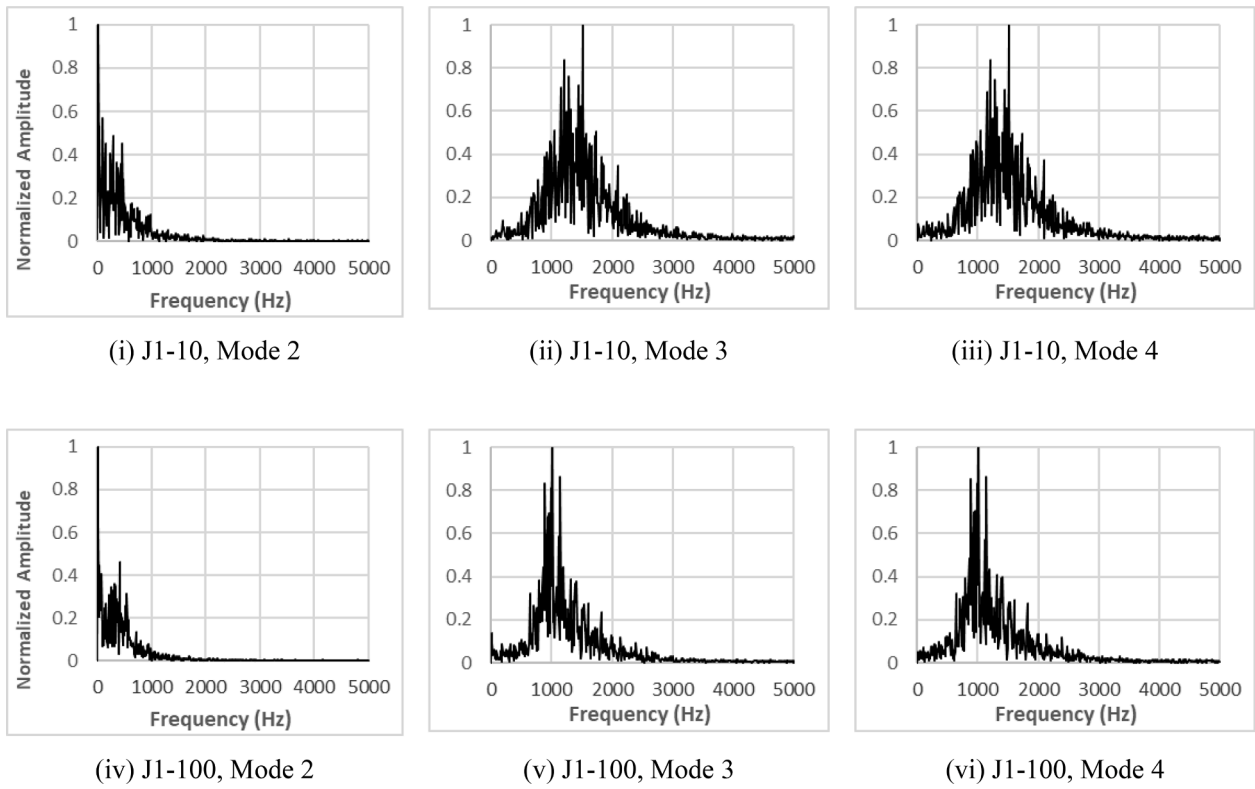 Normalized Amplitude
1
0.8
0.6
0.4
0.2
0
0 1000 2000 3000 4000 5000
Frequency (Hz)
1
0.8
0.6
0.4
0.2
0
0 1000 2000 3000 4000 5000
Frequency (Hz)
1
0.8
0.6
0.4
0.2
0
0 1000 2000 3000 4000 5000
Frequency (Hz)
(i) J1-10, Mode 2
(ii) J1-10, Mode 3
(iii) J1-10, Mode 4
Normalized Amplitude
1
0.8
0.6
0.4
0.2
0
0 1000 2000 3000 4000 5000
Frequency (Hz)
1
0.8
0.6
0.4
0.2
0
0 1000 2000 3000 4000 5000
Frequency (Hz)
1
0.8
0.6
0.4
0.2
0
0 1000 2000 3000 4000 5000
Frequency (Hz)
(iv) J1-100, Mode 2
(v) J1-100, Mode 3
(vi) J1-100, Mode 4